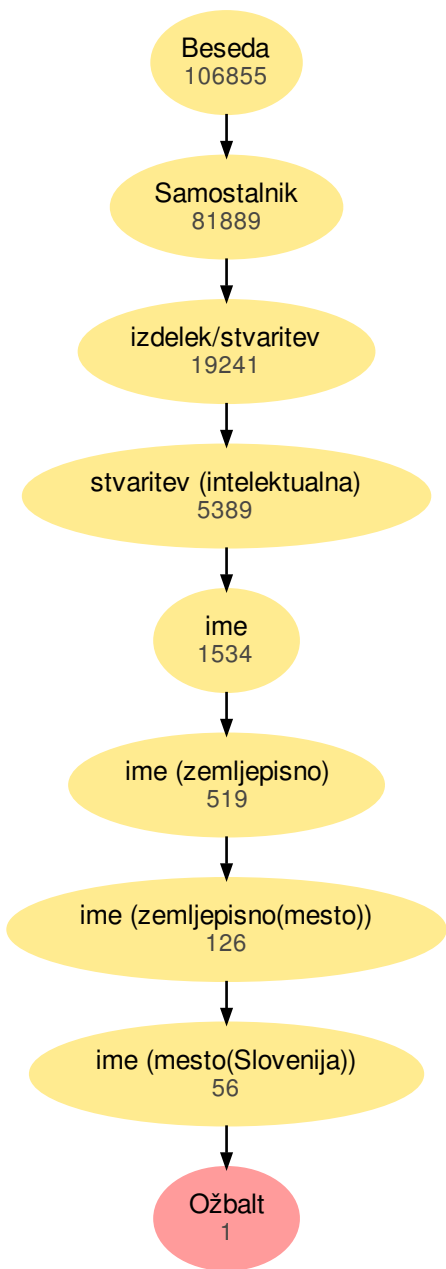 Beseda
106855
Samostalnik
81889
izdelek/stvaritev
19241
stvaritev (intelektualna)
5389
ime
1534
ime (zemljepisno)
519
ime (zemljepisno(mesto))
126
ime (mesto(Slovenija))
56
Ožbalt
1